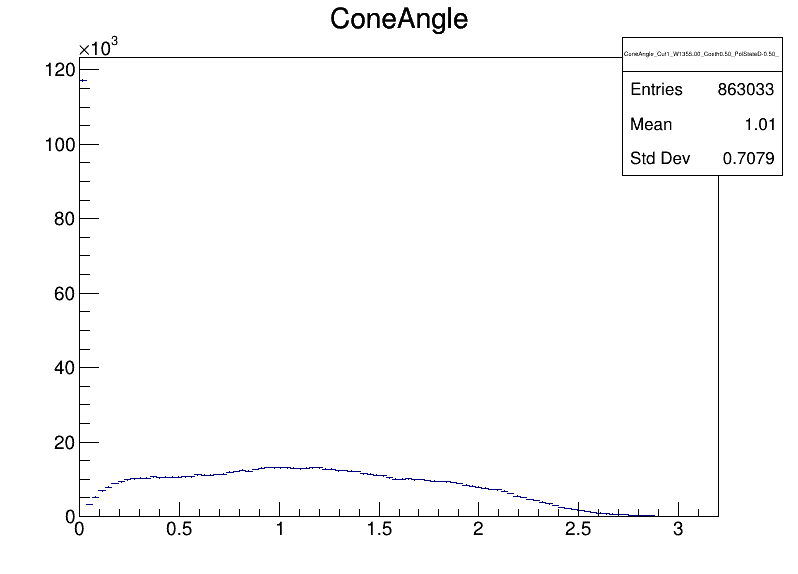 ConeAngle
×10³
ConeAngle_Cut1_W1355.00_Costh0.50_PolStateD-0.50_
Entries 863033
Mean 1.01
Std Dev 0.7079
120
100
80
60
40
20
0
0 0.5 1 1.5 2 2.5 3